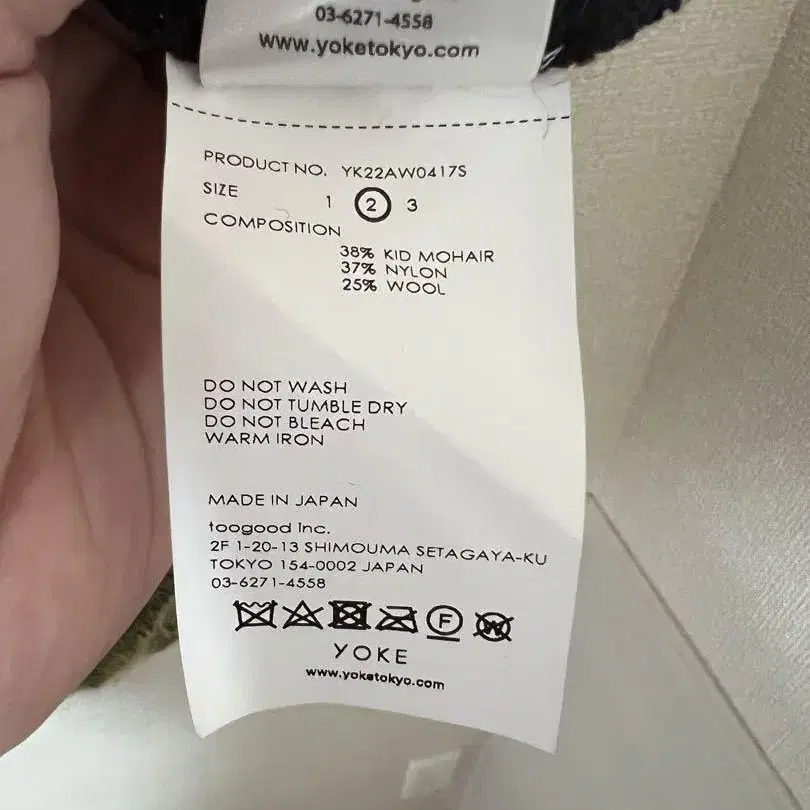 03-6271-4558
www.yoketokyo.com
PRODUCT NO. YK22AW0417S
SIZE 1 2 3
COMPOSITION
38% KID MOHAIR
37% NYLON
25% WOOL
DO NOT WASH
DO NOT TUMBLE DRY
DO NOT BLEACH
WARM IRON
MADE IN JAPAN
toogood Inc.
2F 1-20-13 SHIMOUMA SETAGAYA-KU
TOKYO 154-0002 JAPAN
03-6271-4558
F W
YOKE
www.yoketokyo.com